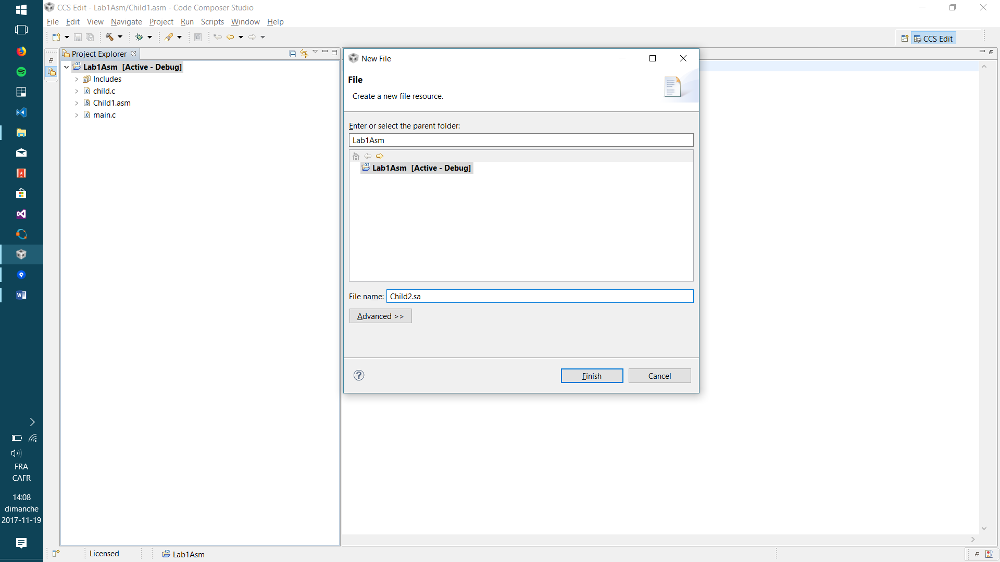 CCS Edit - Lab1Asm/Child1.asm - Code Composer Studio
File Edit View Navigate Project Run Scripts Window Help
CCS Edit
Project Explorer
Lab1Asm [Active - Debug]
Includes
child.c
Child1.asm
main.c
New File
File
Create a new file resource.
Enter or select the parent folder:
Lab1Asm
Lab1Asm [Active - Debug]
File name: Child2.sa
Advanced >>
Finish Cancel
FRA
CAFR
14:08
dimanche
2017-11-19
Licensed
Lab1Asm